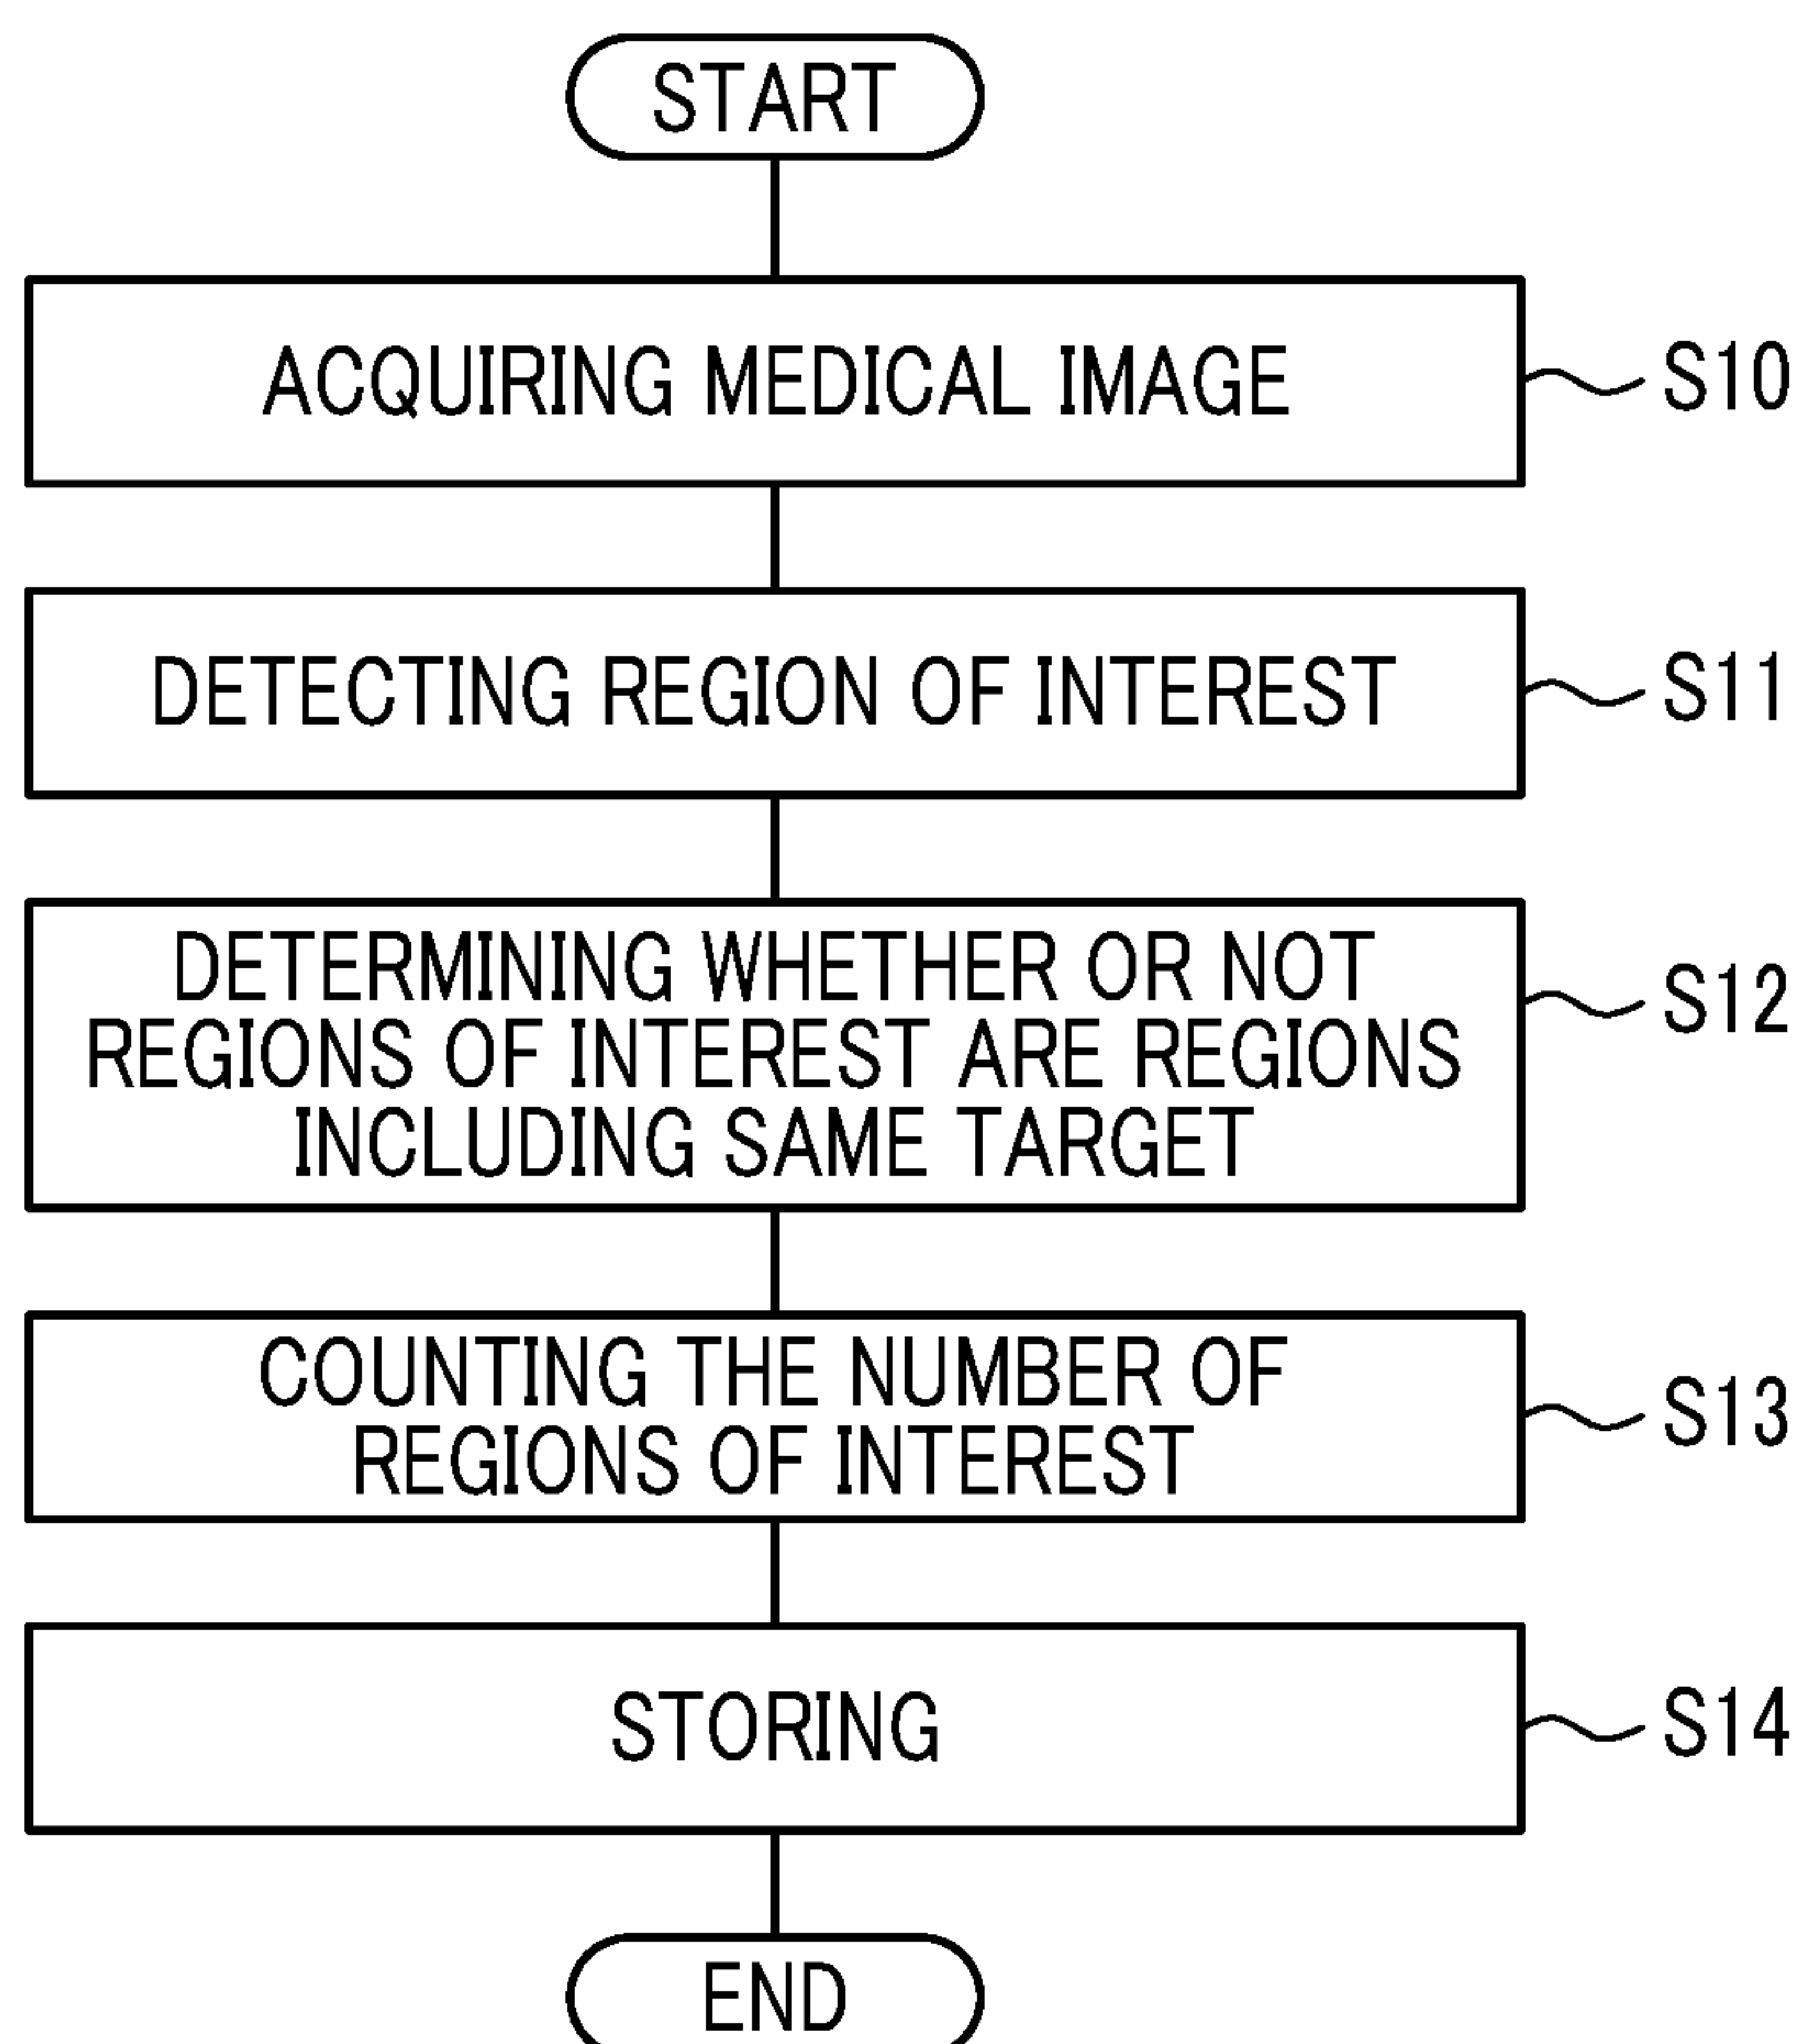 START
ACQUIRING MEDICAL IMAGE
S10
DETECTING REGION OF INTEREST
S11
DETERMINING WHETHER OR NOT
REGIONS OF INTEREST ARE REGIONS
INCLUDING SAME TARGET
S12
COUNTING THE NUMBER OF
REGIONS OF INTEREST
S13
STORING
S14
END